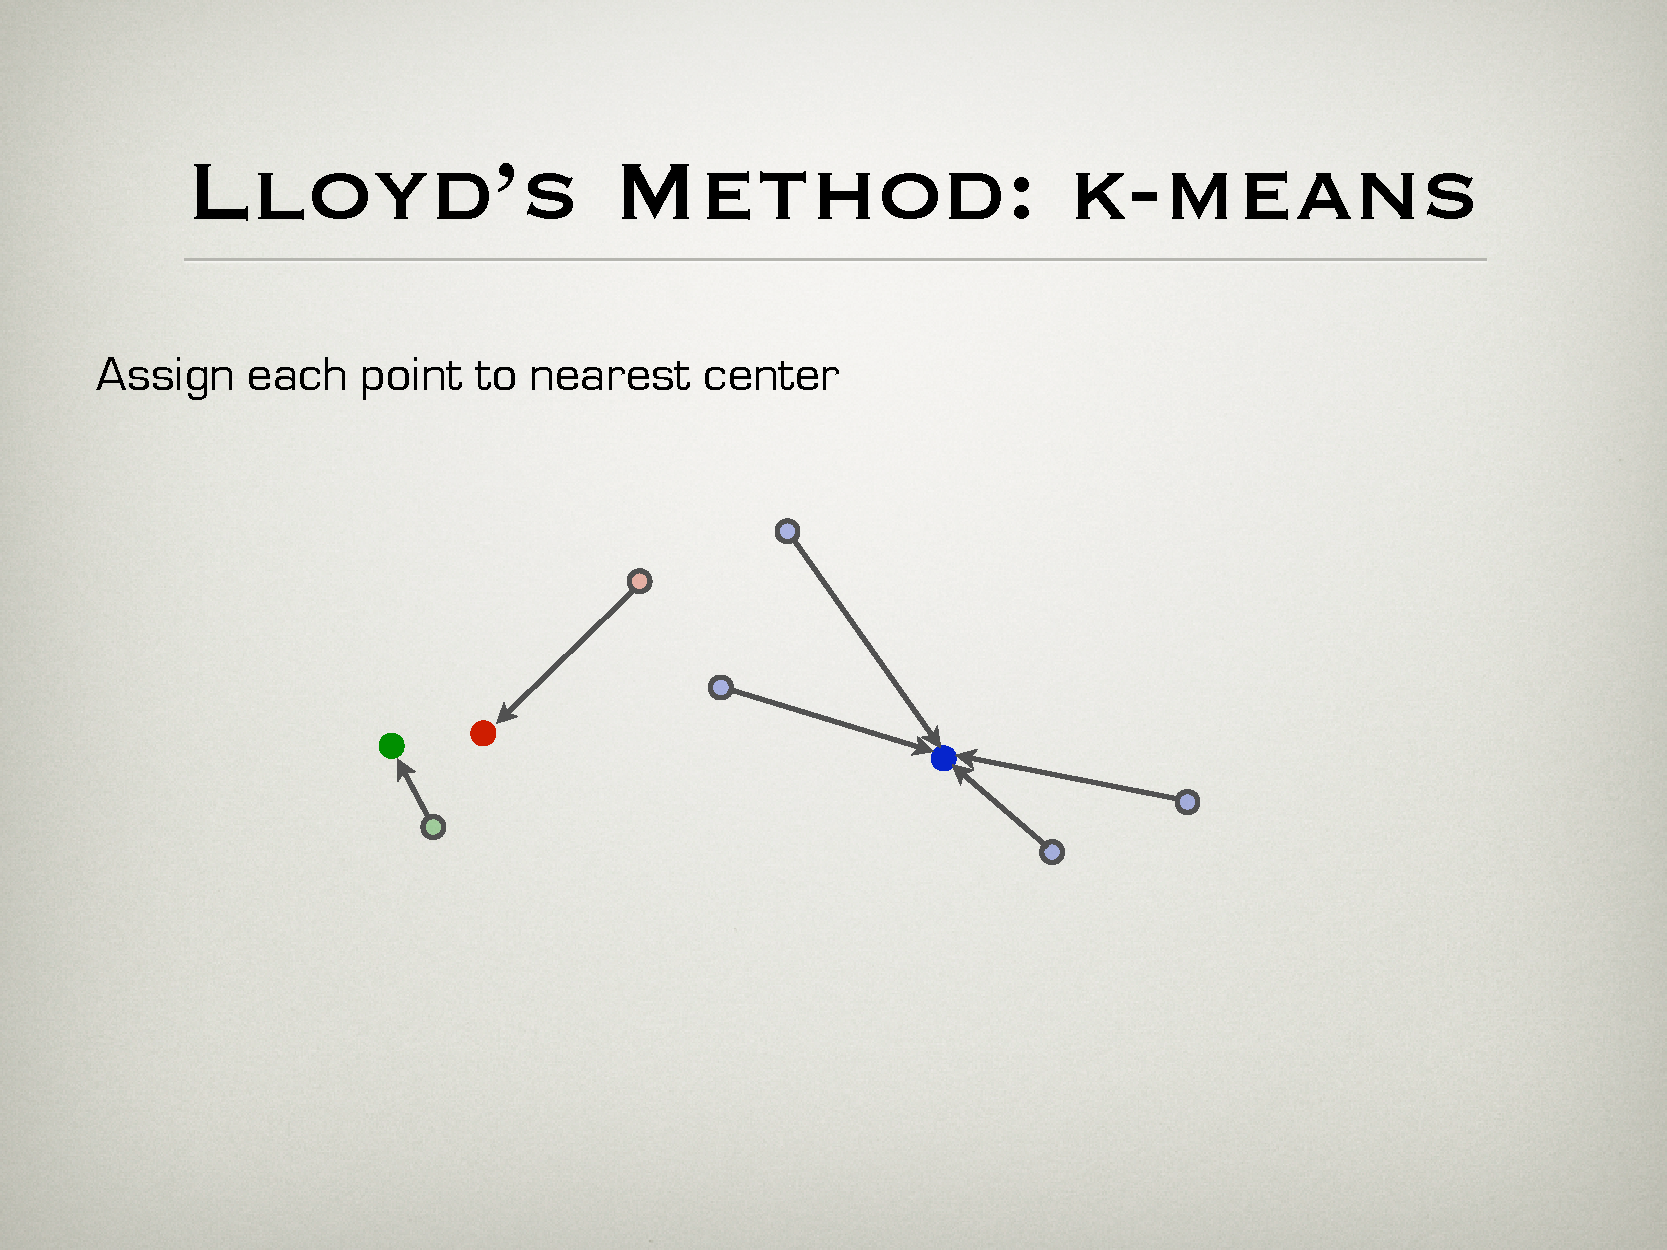 Lloyd’s Method: k-means
Assign each point to nearest center